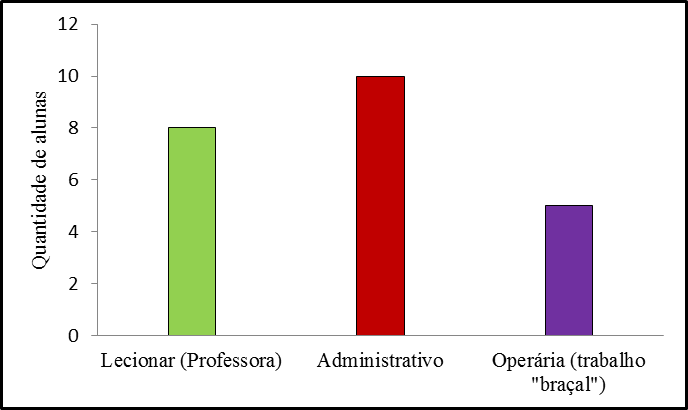 12
10
8
6
4
2
0
Quantidade de alunas
Lecionar (Professora)
Administrativo
Operária (trabalho
"braçal")